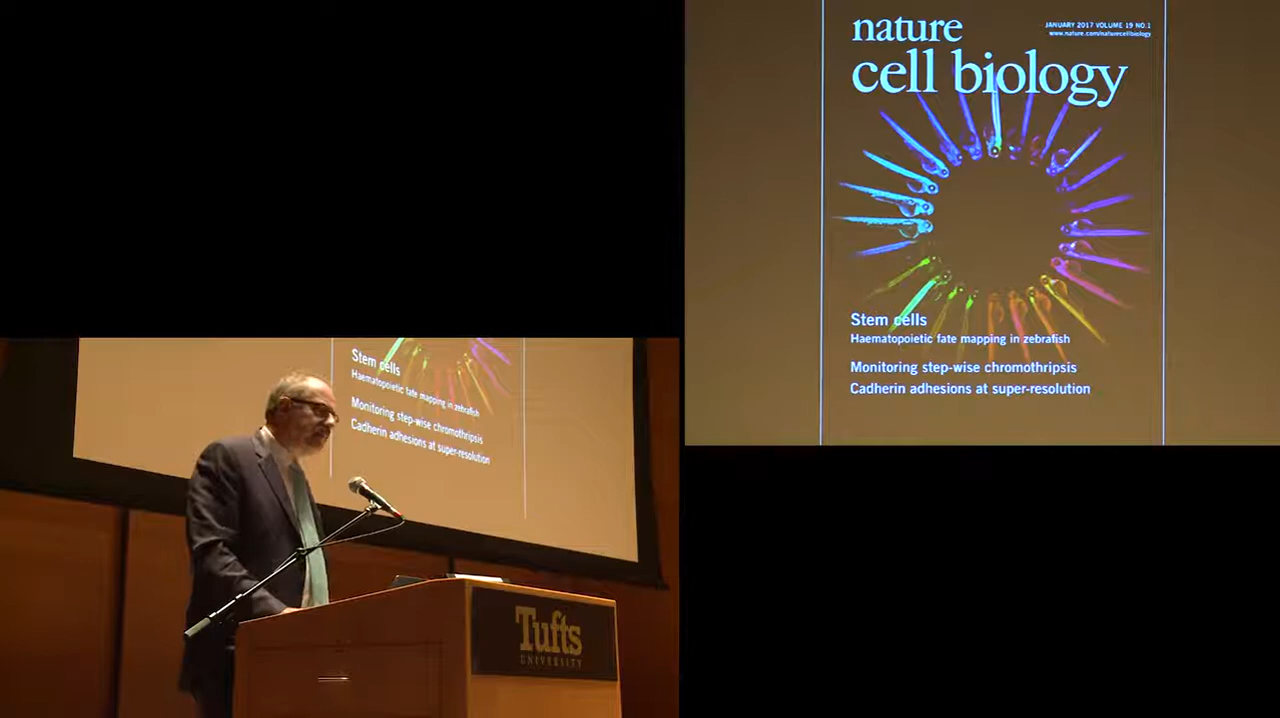 nature
JANUARY 2017 VOLUME 19 NO.1
www.nature.com/naturecellbiology
cell biology
Stem cells
Haematopoietic fate mapping in zebrafish
Monitoring step-wise chromothripsis
Cadherin adhesions at super-resolution
Stem cells
Haematopoietic fate mapping in zebrafish
Monitoring step-wise chromothripsis
Cadherin adhesions at super-resolution
Tufts
UNIVERSITY